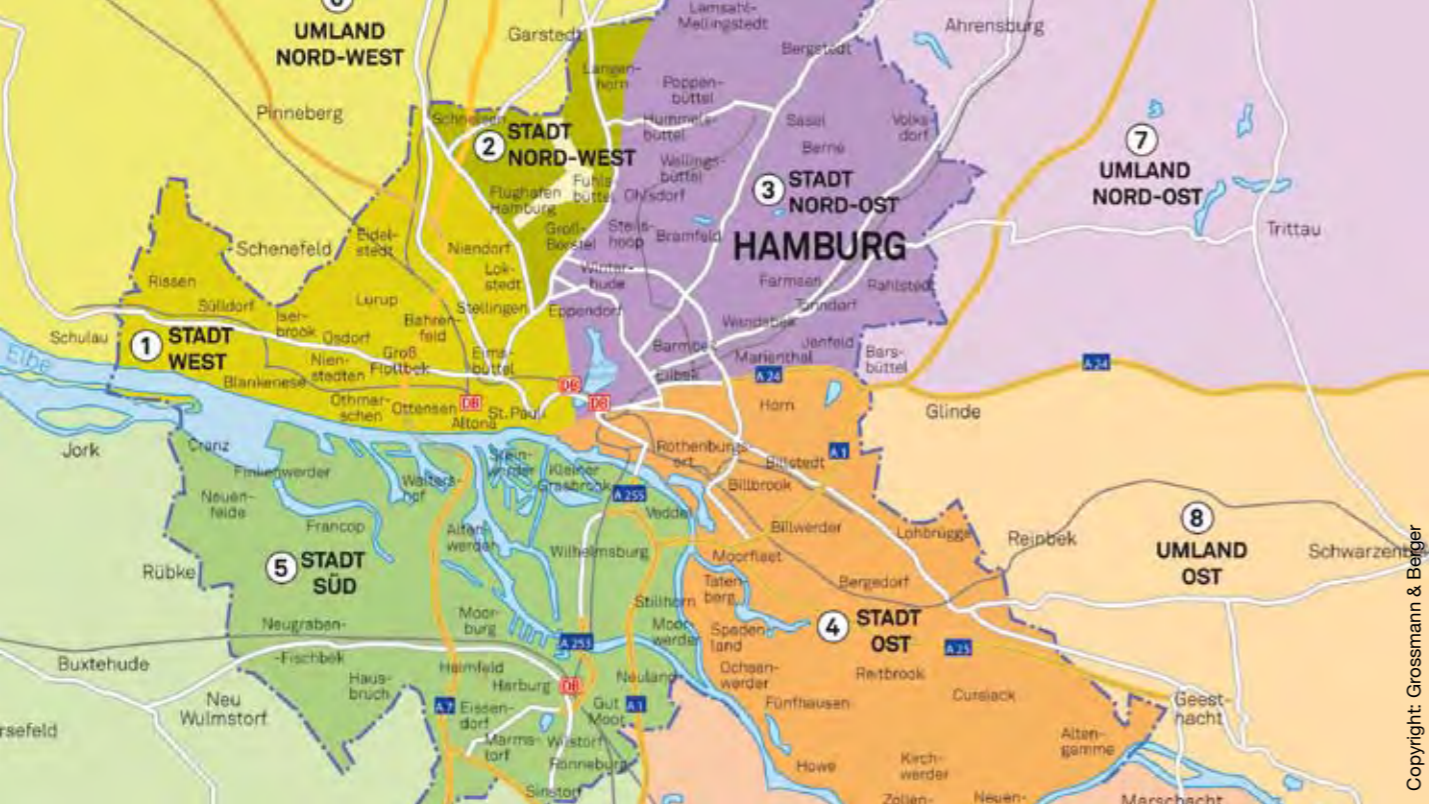 6
UMLAND
NORD-WEST
Garstedt
Pinneberg
Lemsahl-
Mellingstedt
Bergstedt
Ahrensburg
Langen-
horn
Poppen-
büttel
Schnelsen
2
STADT
NORD-WEST
Hummels-
büttel
Sasel
Volks-
dorf
Berne
Wellings-
büttel
7
UMLAND
NORD-OST
Flughafen
Hamburg
Fuhls-
büttel
Ohlsdorf
3
STADT
NORD-OST
HAMBURG
Trittau
Schenefeld
Eidel-
stedt
Niendorf
Groß-
Borstel
Steils-
hoop
Bramfeld
Lok-
stedt
Winter-
hude
Farmsen
Rahlstedt
Rissen
Sülldorf
Iser-
brook
Lurup
Stellingen
Eppendorf
Tonndorf
Wandsbek
Schulau
1
STADT
WEST
Osdorf
Bahren-
feld
Barmbek
Marienthal
Jenfeld
Bars-
büttel
Elbe
Nien-
stedten
Groß
Flottbek
Eims-
büttel
Eilbek
A 24
A 24
Blankenese
Othmar-
schen
Ottensen
DB
Altona
St. Pauli
DB
DB
Horn
Glinde
Jork
Cranz
Finkenwerder
Stein-
werder
Kleiner
Grasbrook
Rothenburgs-
ort
Billstedt
A 1
Neuen-
felde
Walters-
hof
A 255
Billbrook
Francop
Veddel
Billwerder
Lohbrügge
Reinbek
8
UMLAND
OST
Schwarzenb
Alten-
werder
Wilhelmsburg
Moorfleet
Rübke
5
STADT
SÜD
Taten-
berg
Bergedorf
Stillhorn
Moor-
burg
Moor-
werder
Spaden-
land
4
STADT
OST
Neugraben-
-Fischbek
A 253
A 25
Buxtehude
Haus-
bruch
Heimfeld
Harburg
DB
Neuland
Ochsen-
werder
Reitbrook
Curslack
Neu
Wulmstorf
A 7
Eissen-
dorf
Gut
Moor
A 1
Fünfhausen
Geest-
hacht
rsefeld
Marms-
torf
Wilstorf
Rönneburg
Alten-
gamme
Howe
Kirch-
werder
Sinstorf
Zollen-
Neuen-
Marschacht
Copyright: Grossmann & Berger